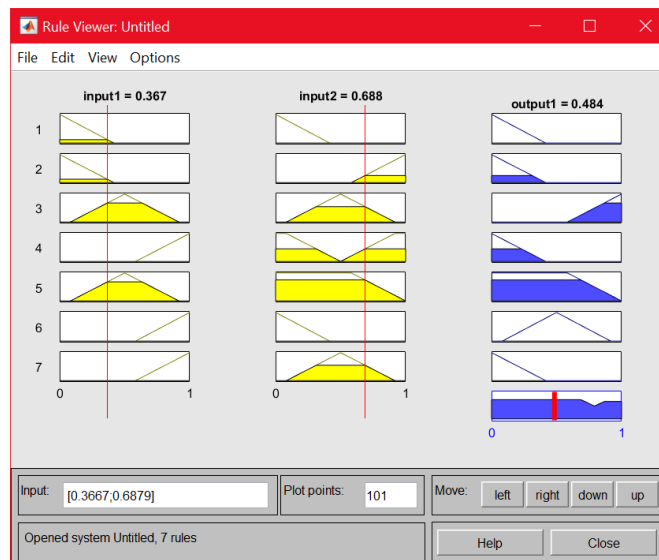 Rule Viewer: Untitled
File Edit View Options
input1 = 0.367 input2 = 0.688 output1 = 0.484
1
2
3
4
5
6
7
0 1 0 1
0 1
Input: [0.3667;0.6879] Plot points: 101 Move: left right down up
Opened system Untitled, 7 rules Help Close